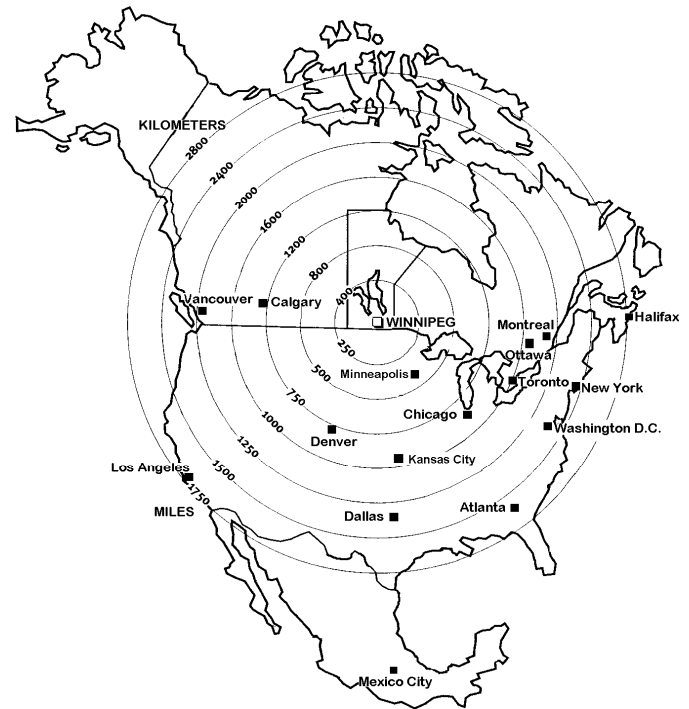 KILOMETERS
2800
2400
2000
1600
1200
800
400
Vancouver
Calgary
WINNIPEG
Halifax
Montreal
Ottawa
250
Minneapolis
500
Toronto
New York
750
Chicago
1000
Denver
Washington D.C.
1250
Kansas City
Los Angeles
1500
1750
MILES
Dallas
Atlanta
Mexico City